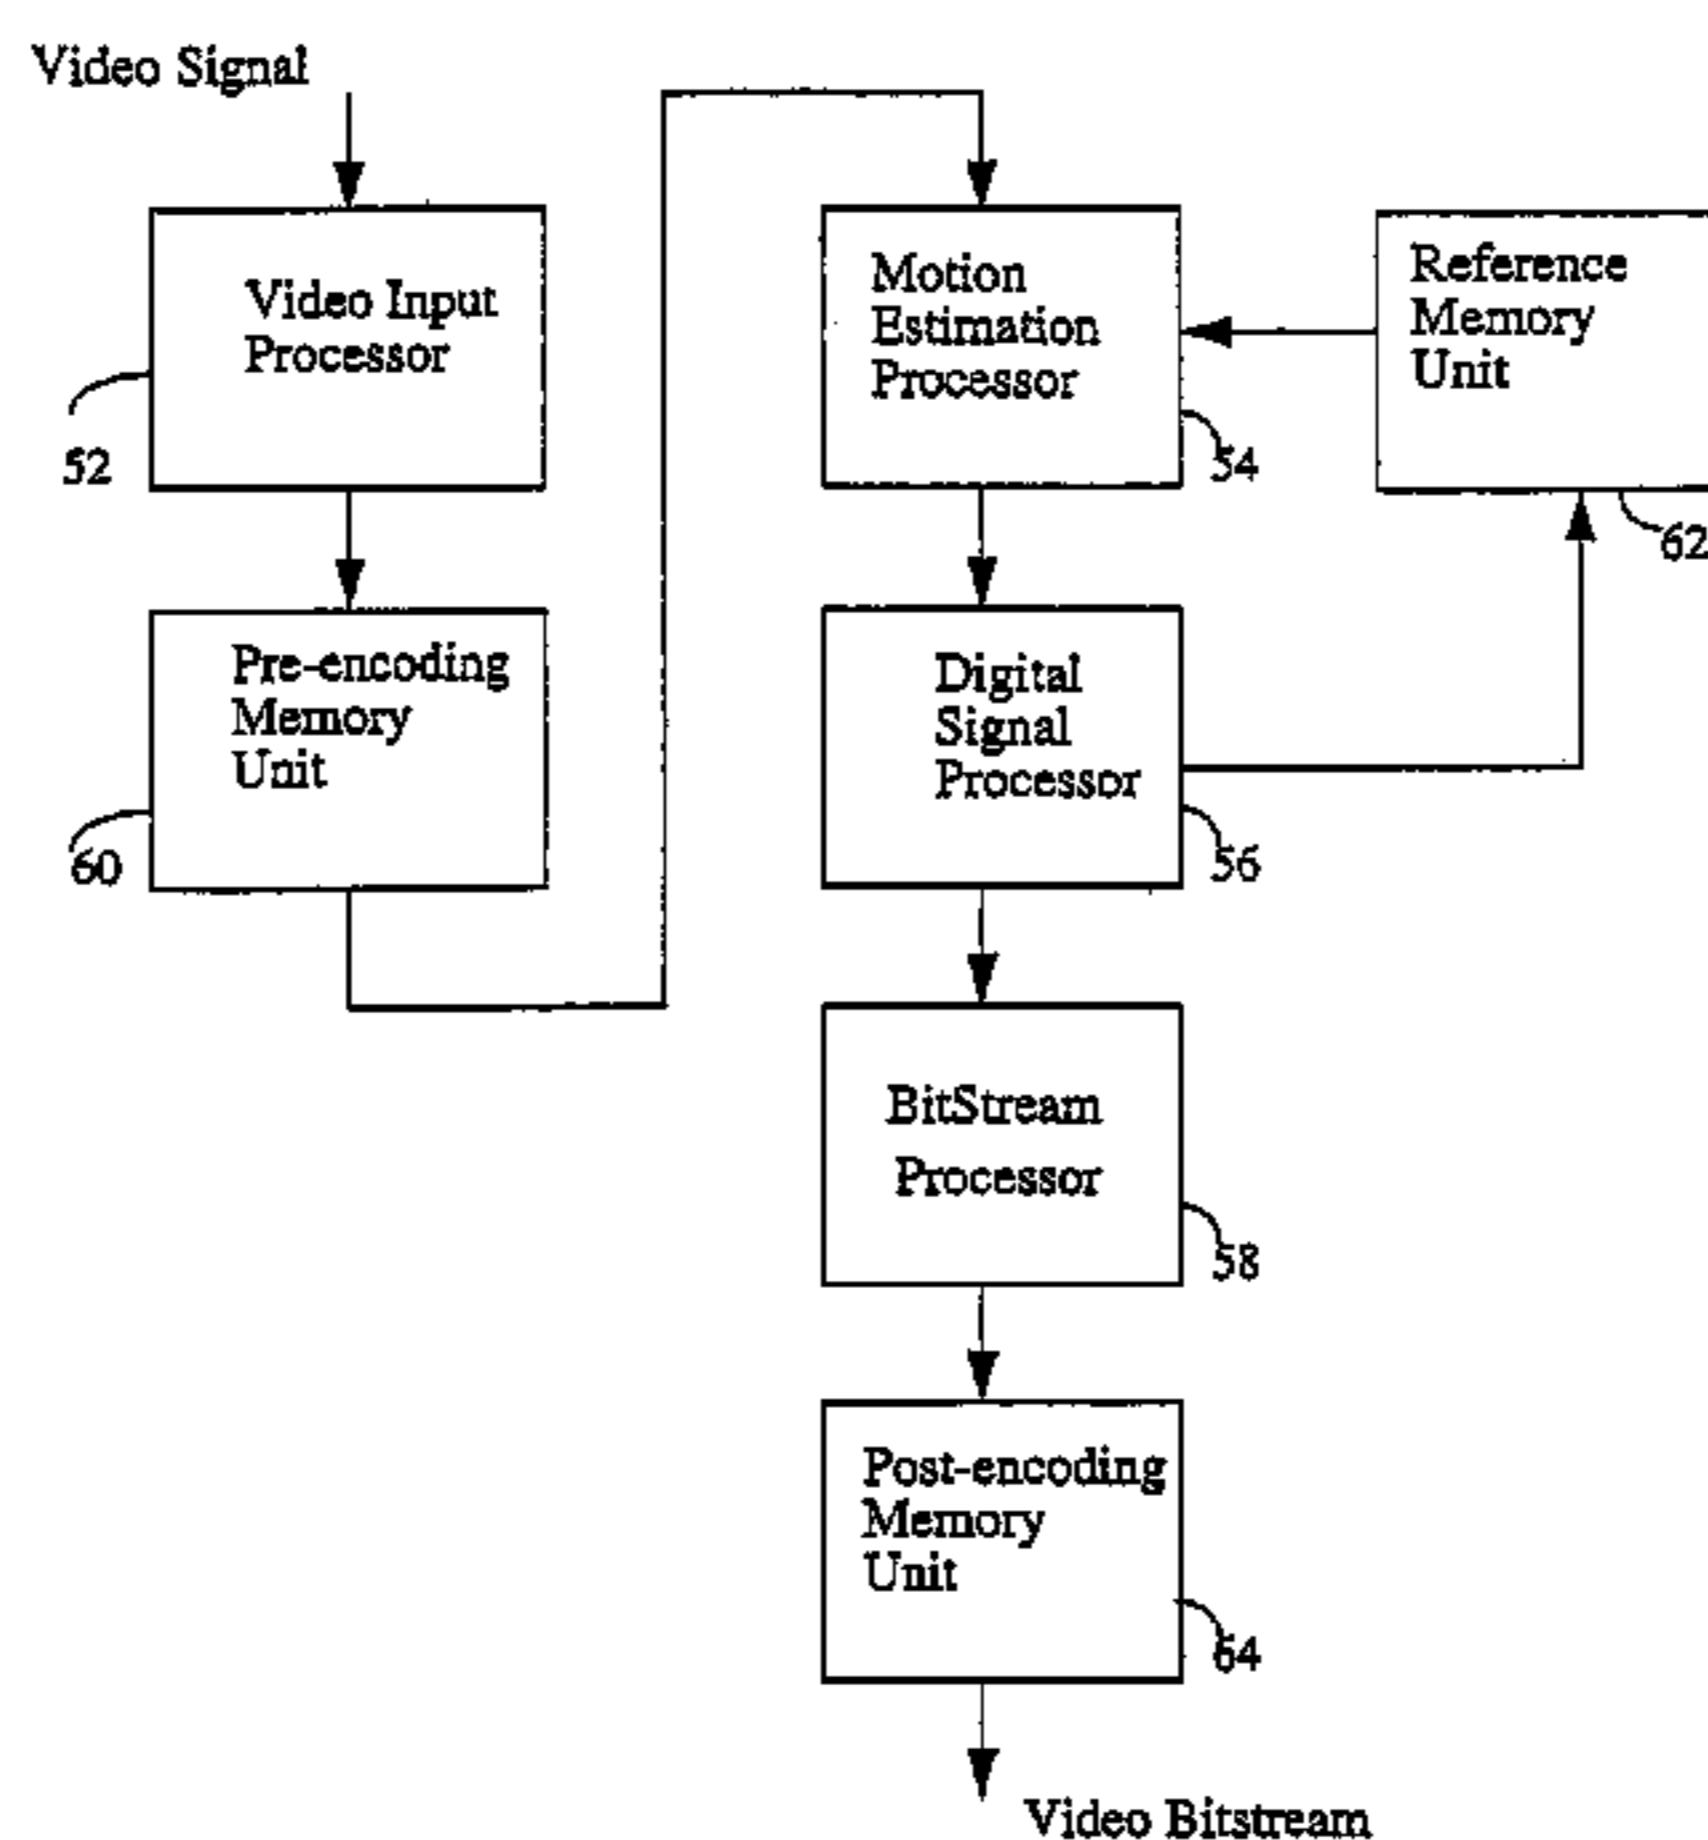 Video Signal
Video Input
Processor
52
Pre-encoding
Memory
Unit
60
Motion
Estimation
Processor
54
Reference
Memory
Unit
62
Digital
Signal
Processor
56
BitStream
Processor
58
Post-encoding
Memory
Unit
64
Video Bitstream